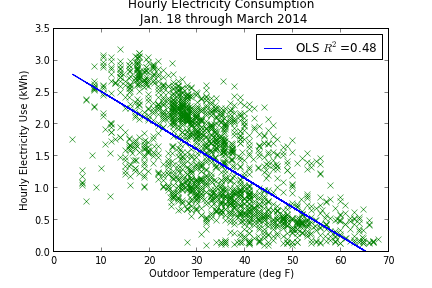 Hourly Electricity Consumption
Jan. 18 through March 2014
OLS R² =0.48
Hourly Electricity Use (kWh)
3.5
3.0
2.5
2.0
1.5
1.0
0.5
0.0
0 10 20 30 40 50 60 70
Outdoor Temperature (deg F)